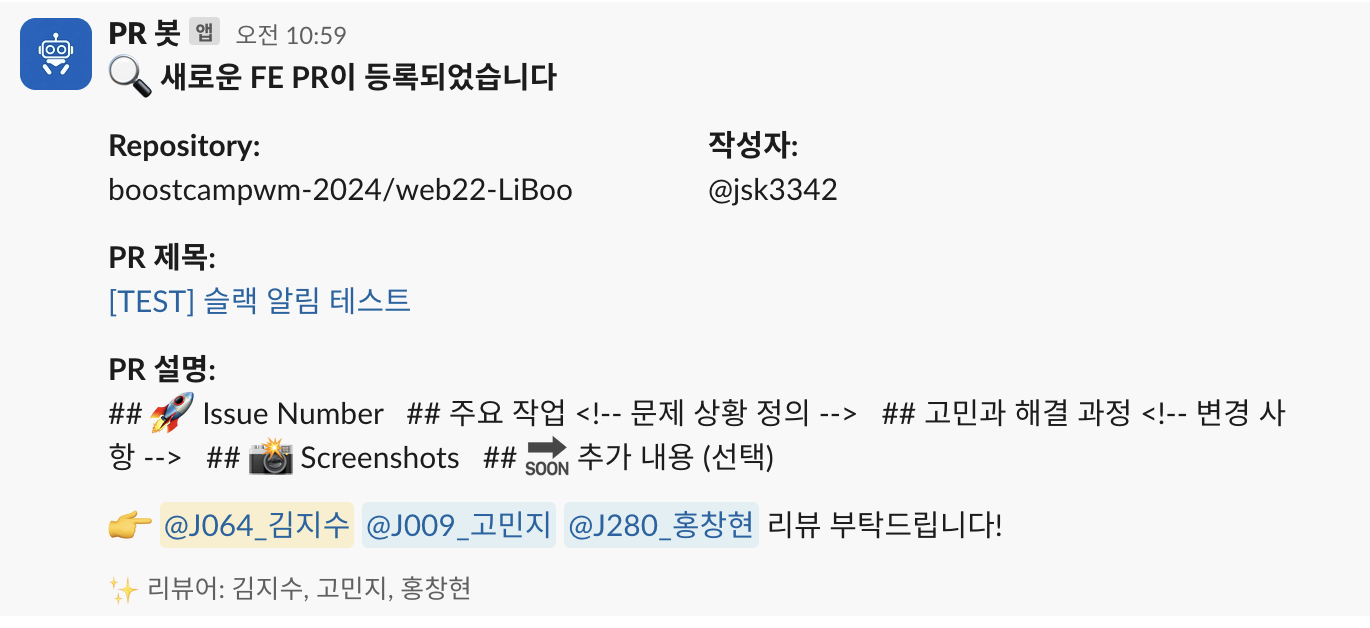 PR 봇 앱 오전 10:59
새로운 FE PR이 등록되었습니다
Repository: 작성자:
boostcampwm-2024/web22-LiBoo @jsk3342
PR 제목:
[TEST] 슬랙 알림 테스트
PR 설명:
## 🚀 Issue Number ## 주요 작업 <!-- 문제 상황 정의 --> ## 고민과 해결 과정 <!-- 변경 사
항 --> ## 📸 Screenshots ## 🔜 추가 내용 (선택)
👉 @J064_김지수 @J009_고민지 @J280_홍창현 리뷰 부탁드립니다!
✨ 리뷰어: 김지수, 고민지, 홍창현